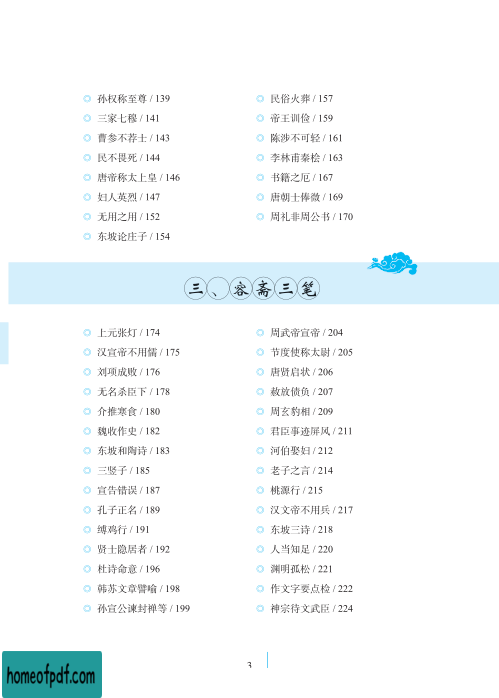 孙权称至尊 / 139
三家七穆 / 141
曹参不荐士 / 143
民不畏死 / 144
唐帝称太上皇 / 146
妇人英烈 / 147
无用之用 / 152
东坡论庄子 / 154
民俗火葬 / 157
帝王训俭 / 159
陈涉不可轻 / 161
李林甫秦桧 / 163
书籍之厄 / 167
唐朝士俸微 / 169
周礼非周公书 / 170
三、容斋三笔
上元张灯 / 174
汉宣帝不用儒 / 175
刘项成败 / 176
无名杀臣下 / 178
介推寒食 / 180
魏收作史 / 182
东坡和陶诗 / 183
三竖子 / 185
宣告错误 / 187
孔子正名 / 189
缚鸡行 / 191
贤士隐居者 / 192
杜诗命意 / 196
韩苏文章譬喻 / 198
孙宣公谏封禅等 / 199
周武帝宣帝 / 204
节度使称太尉 / 205
唐贤启状 / 206
赦放债负 / 207
周玄豹相 / 209
君臣事迹屏风 / 211
河伯娶妇 / 212
老子之言 / 214
桃源行 / 215
汉文帝不用兵 / 217
东坡三诗 / 218
人当知足 / 220
渊明孤松 / 221
作文字要点检 / 222
神宗待文武臣 / 224
3
homeofpdf.com